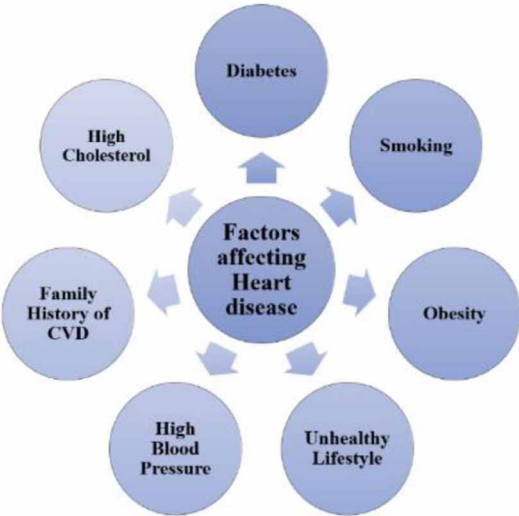 Diabetes
Smoking
Obesity
Unhealthy
Lifestyle
High
Blood
Pressure
Family
History of
CVD
High
Cholesterol
Factors
affecting
Heart
disease